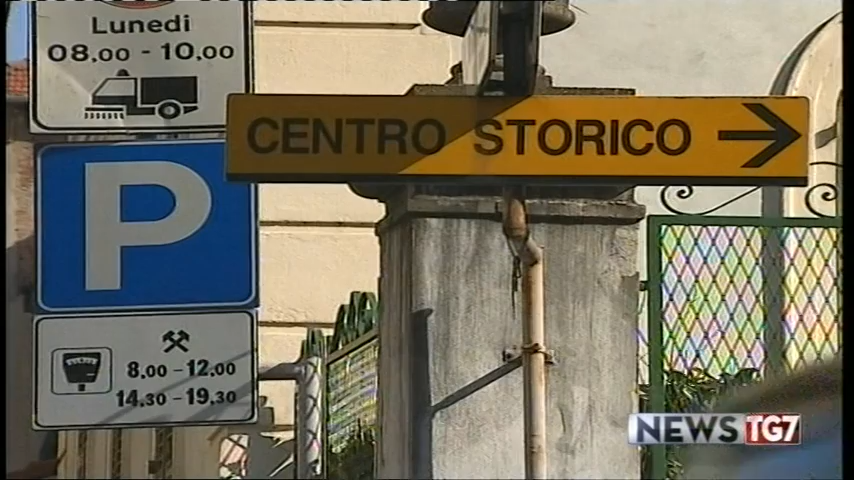 Lunedi
08.00 - 10.00
CENTRO STORICO
P
8.00 - 12.00
14.30 - 19.30
NEWS TG7